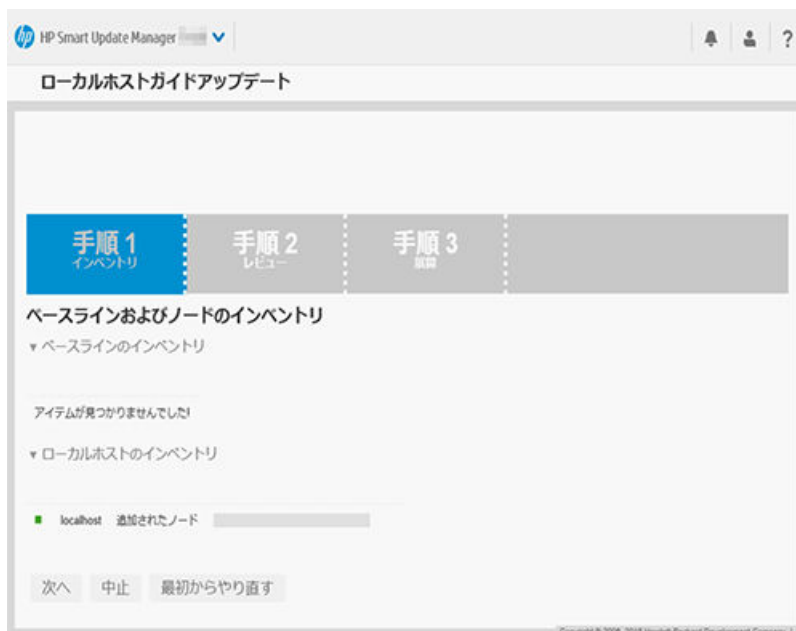 hp HP Smart Update Manager
?
ローカルホストガイドアップデート
手順 1 手順 2 手順 3
インベントリ レビュー 展開
ベースラインおよびノードのインベントリ
▾ ベースラインのインベントリ
アイテムが見つかりませんでした!
▾ ローカルホストのインベントリ
localhost 追加されたノード
次へ 中止 最初からやり直す